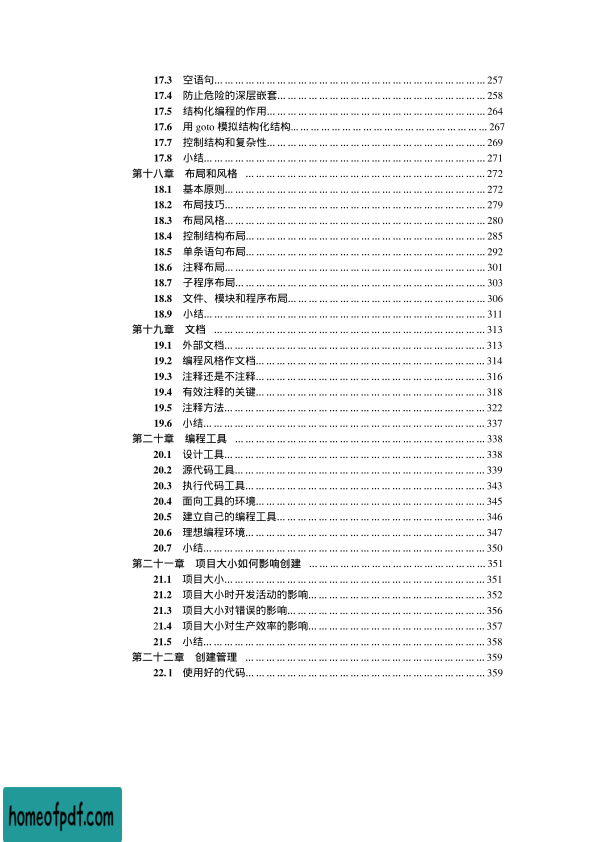 17.3 空语句……………………………………………………………………257
17.4 防止危险的深层嵌套……………………………………………………258
17.5 结构化编程的作用………………………………………………………264
17.6 用 goto 模拟结构化结构…………………………………………………267
17.7 控制结构和复杂性………………………………………………………269
17.8 小结………………………………………………………………………271
第十八章 布局和风格 ……………………………………………………………272
18.1 基本原则…………………………………………………………………272
18.2 布局技巧…………………………………………………………………279
18.3 布局风格…………………………………………………………………280
18.4 控制结构布局……………………………………………………………285
18.5 单条语句布局……………………………………………………………292
18.6 注释布局…………………………………………………………………301
18.7 子程序布局………………………………………………………………303
18.8 文件、模块和程序布局…………………………………………………306
18.9 小结………………………………………………………………………311
第十九章 文档 ……………………………………………………………………313
19.1 外部文档…………………………………………………………………313
19.2 编程风格作文档…………………………………………………………314
19.3 注释还是不注释…………………………………………………………316
19.4 有效注释的关键…………………………………………………………318
19.5 注释方法…………………………………………………………………322
19.6 小结………………………………………………………………………337
第二十章 编程工具 ………………………………………………………………338
20.1 设计工具…………………………………………………………………338
20.2 源代码工具………………………………………………………………339
20.3 执行代码工具……………………………………………………………343
20.4 面向工具的环境…………………………………………………………345
20.5 建立自己的编程工具……………………………………………………346
20.6 理想编程环境……………………………………………………………347
20.7 小结………………………………………………………………………350
第二十一章 项目大小如何影响创建 ……………………………………………351
21.1 项目大小…………………………………………………………………351
21.2 项目大小时开发活动的影响……………………………………………352
21.3 项目大小对错误的影响…………………………………………………356
21.4 项目大小对生产效率的影响……………………………………………357
21.5 小结………………………………………………………………………358
第二十二章 创建管理 ……………………………………………………………359
22. l 使用好的代码……………………………………………………………359
homeofpdf.com